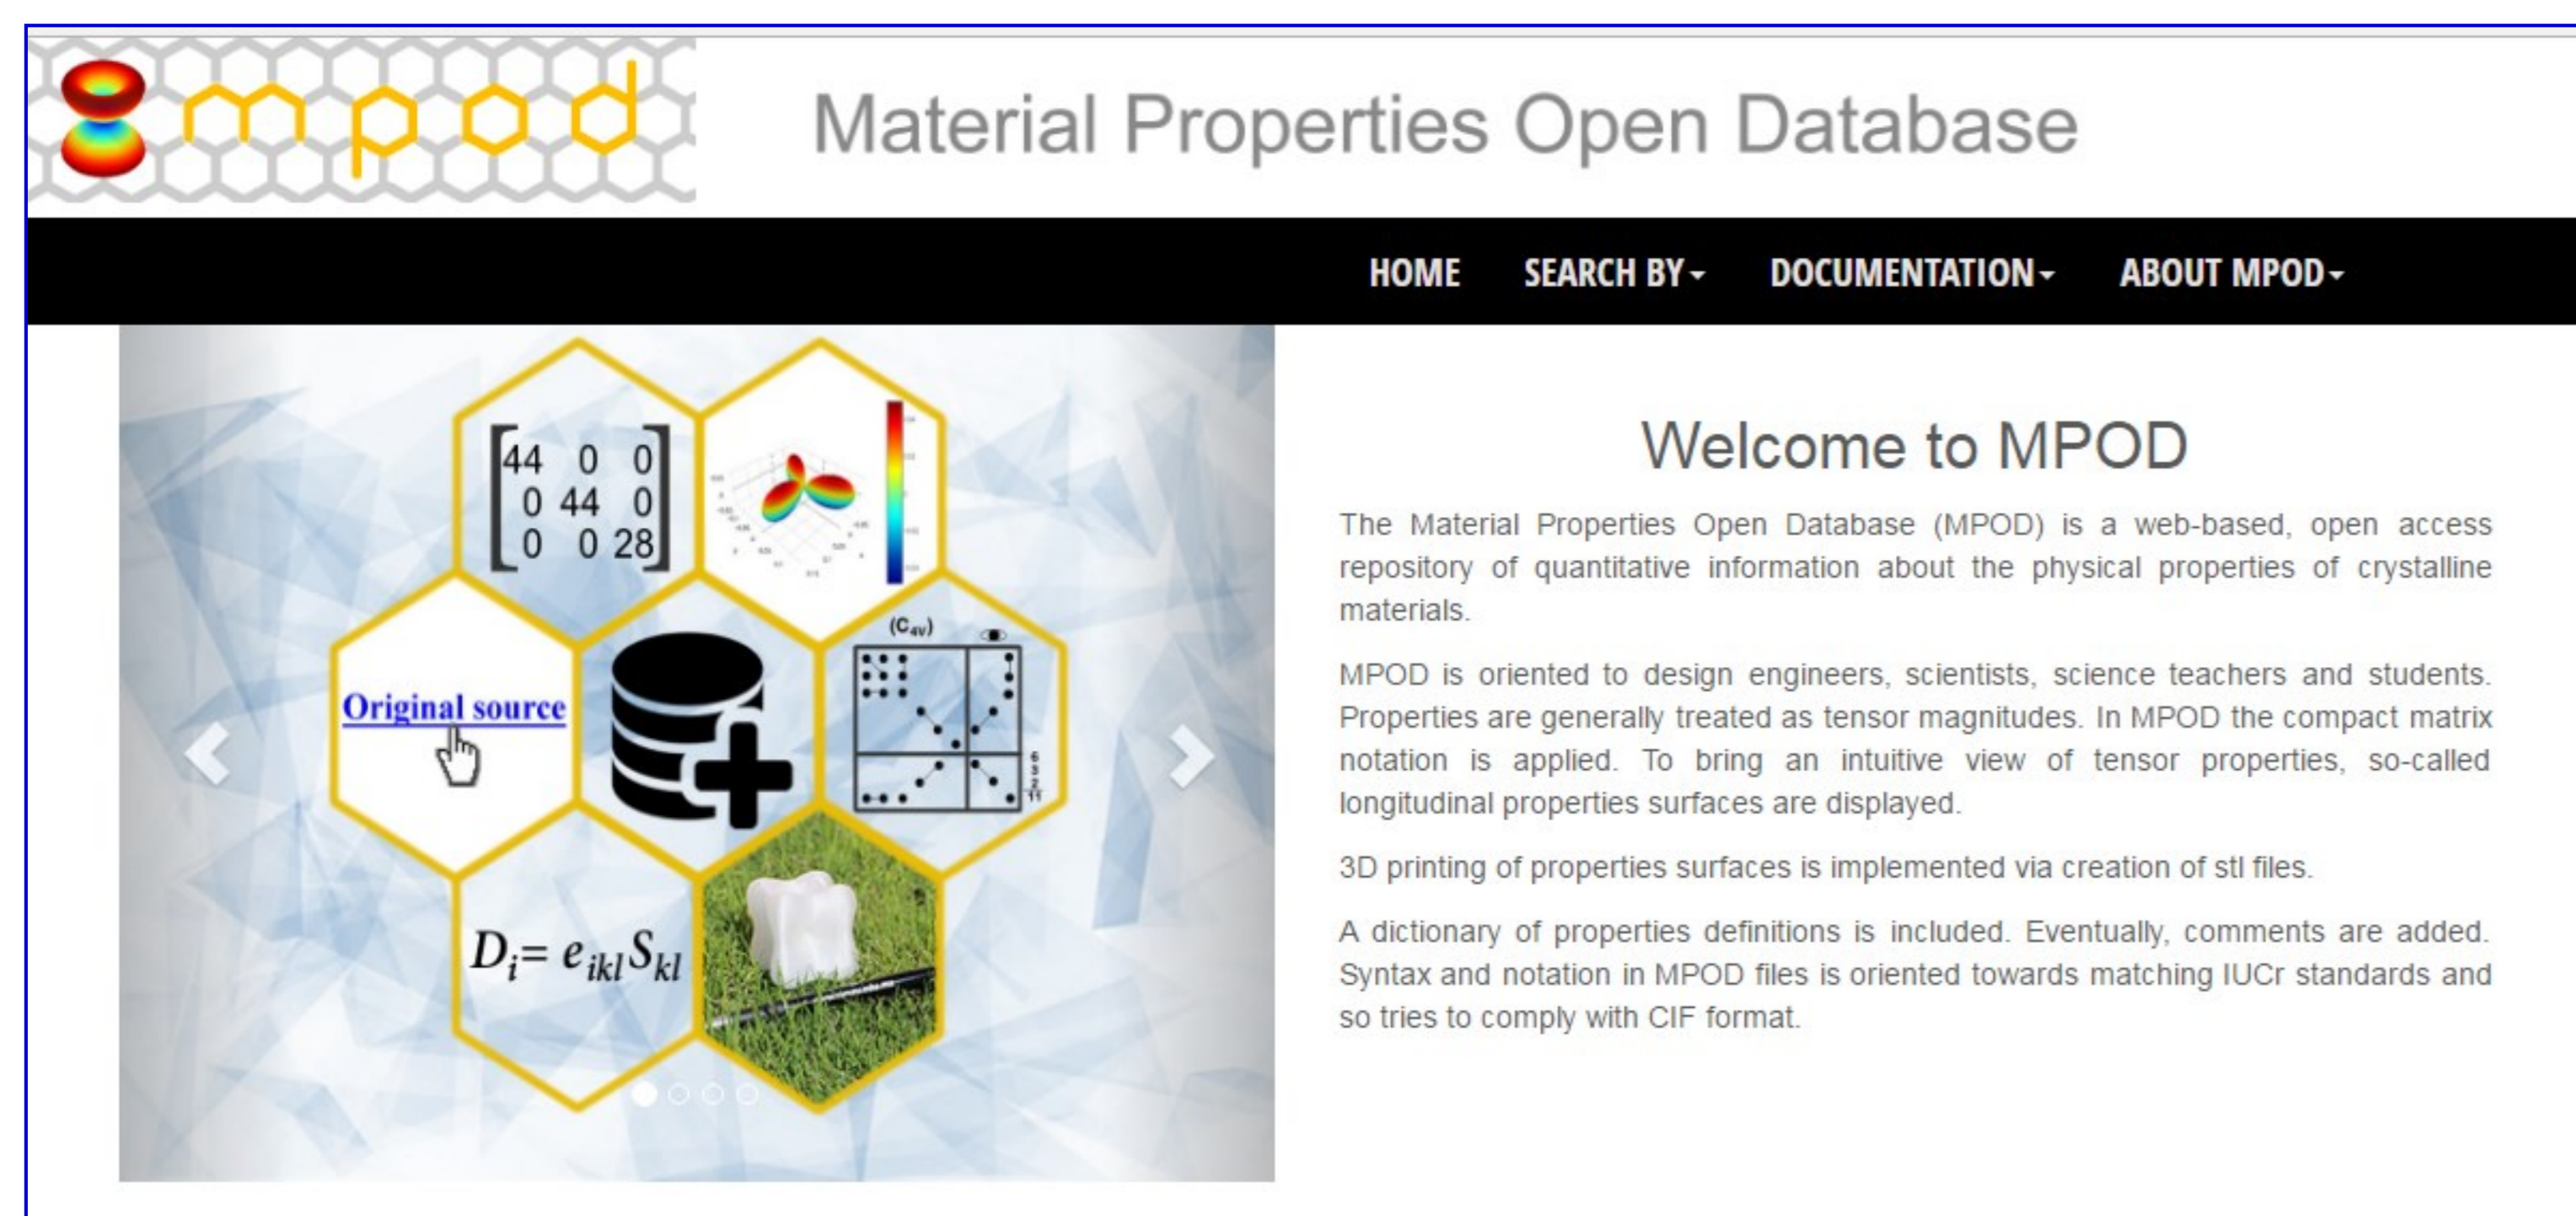 mpod
Material Properties Open Database
HOME SEARCH BY DOCUMENTATION ABOUT MPOD
44 0 0
0 44 0
0 0 28
(C4v)
Original source
6
3
2
11
Di= eikl Skl
Welcome to MPOD
The Material Properties Open Database (MPOD) is a web-based, open access
repository of quantitative information about the physical properties of crystalline
materials.
MPOD is oriented to design engineers, scientists, science teachers and students.
Properties are generally treated as tensor magnitudes. In MPOD the compact matrix
notation is applied. To bring an intuitive view of tensor properties, so-called
longitudinal properties surfaces are displayed.
3D printing of properties surfaces is implemented via creation of stl files.
A dictionary of properties definitions is included. Eventually, comments are added.
Syntax and notation in MPOD files is oriented towards matching IUCr standards and
so tries to comply with CIF format.